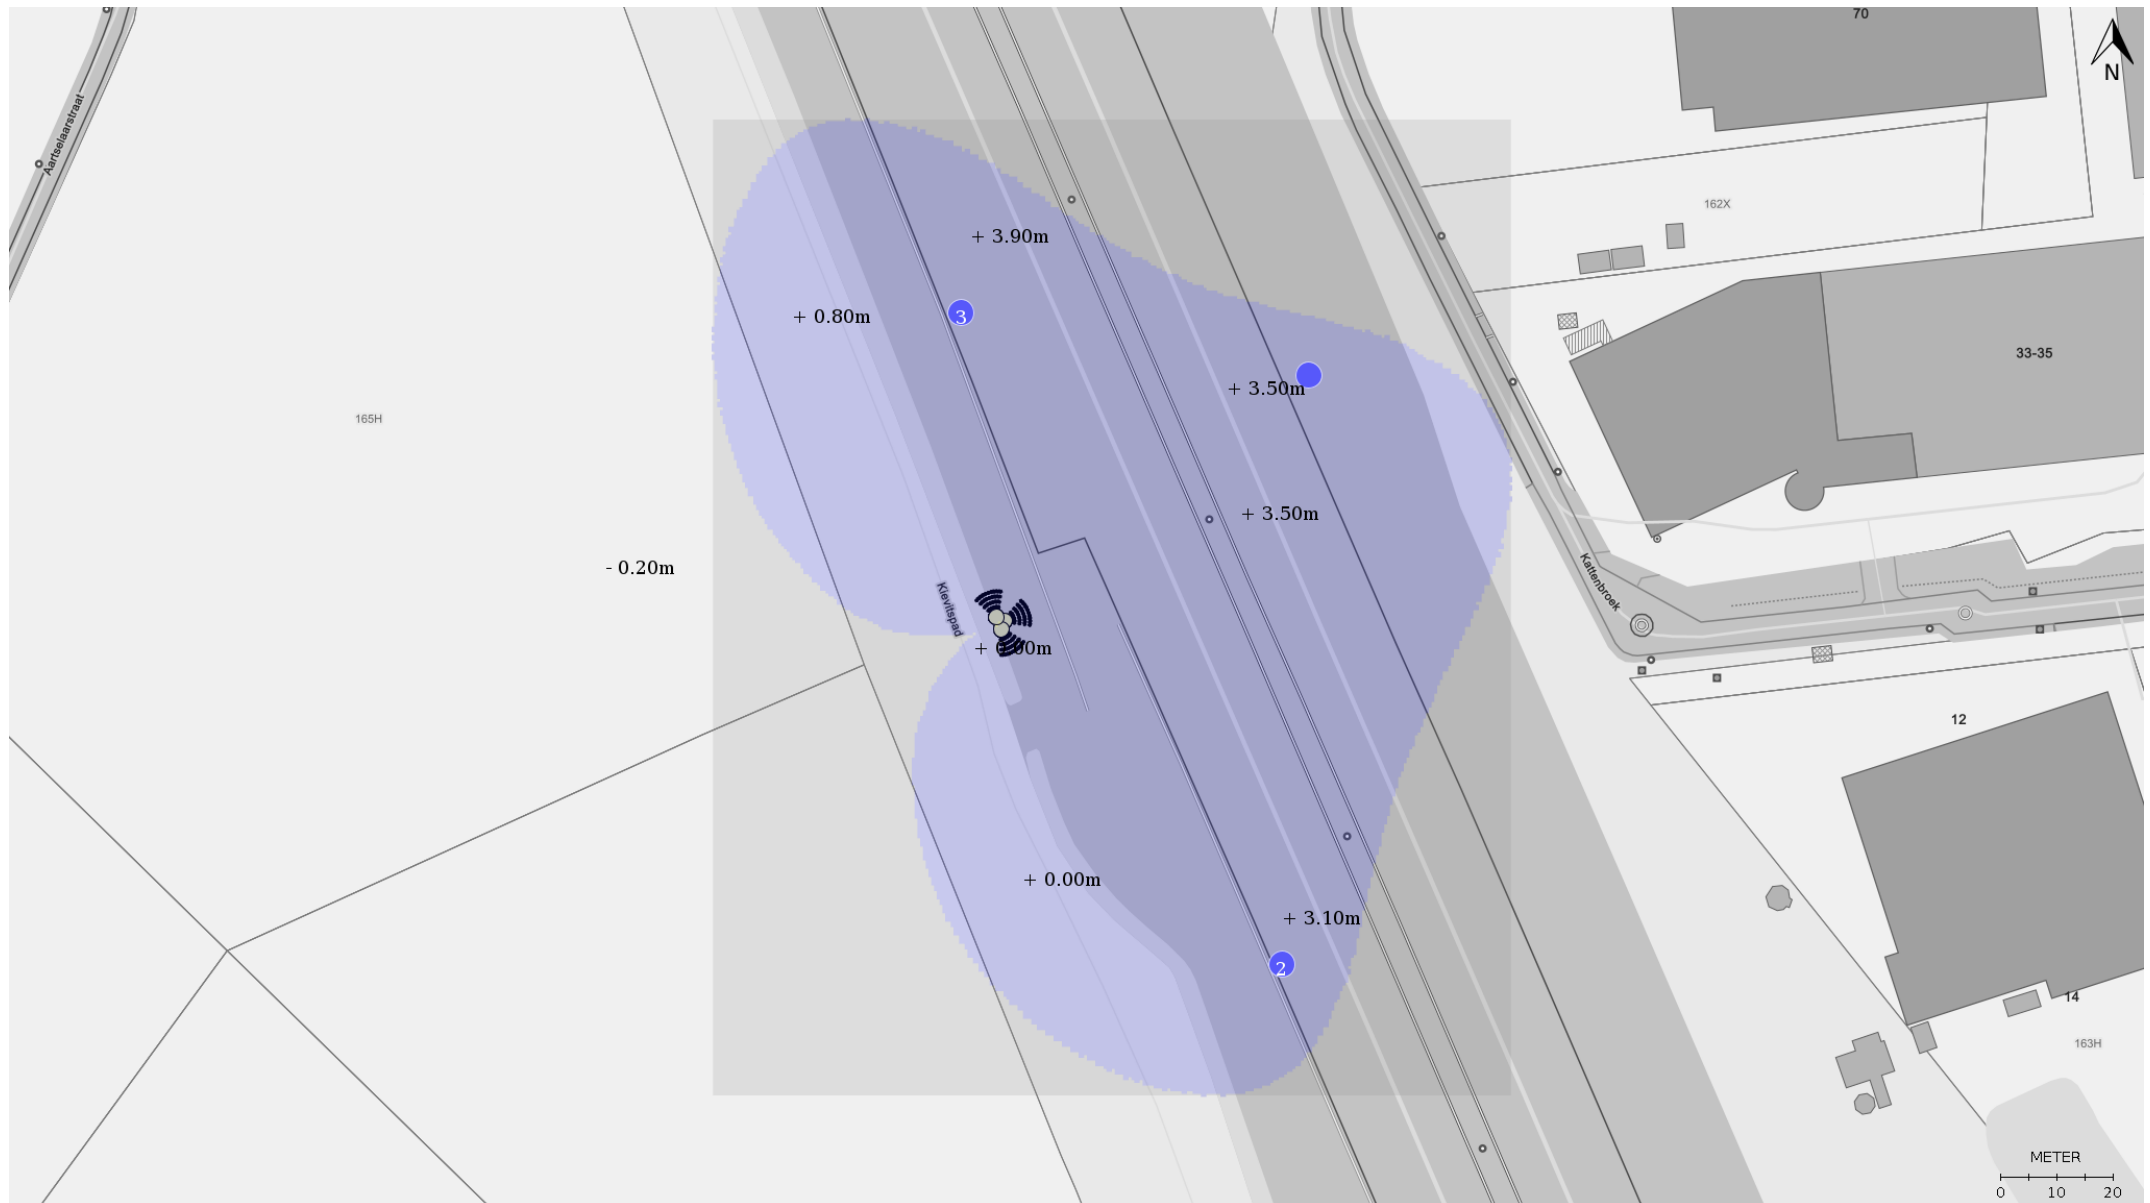 70
Aartselaarstraat
N
162X
+ 3.90m
3
+ 0.80m
33-35
+ 3.50m
165H
+ 3.50m
- 0.20m
Kievitspad
Kattenbroek
12
+ 0.00m
+ 3.10m
2
14
163H
METER
0 10 20